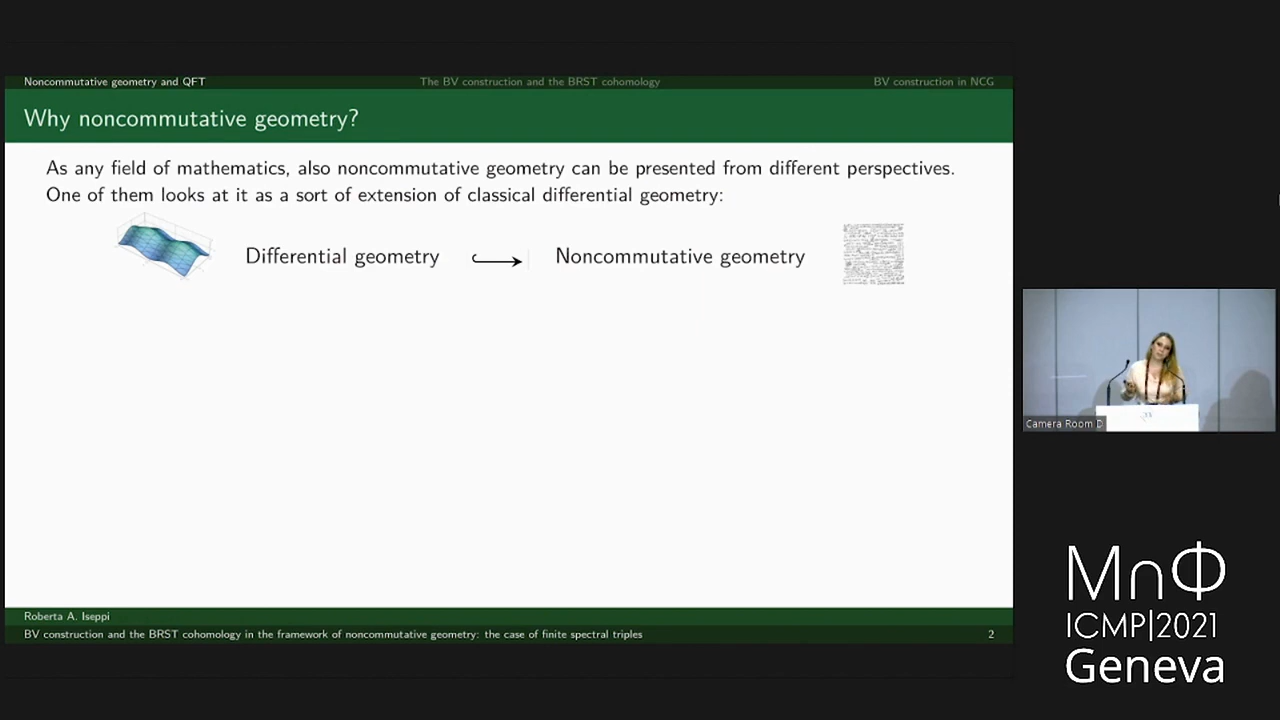 Noncommutative geometry and QFT
The BV construction and the BRST cohomology
BV construction in NCG
Why noncommutative geometry?
As any field of mathematics, also noncommutative geometry can be presented from different perspectives.
One of them looks at it as a sort of extension of classical differential geometry:
Differential geometry
Noncommutative geometry
Camera Room D
MnΦ
ICMP|2021
Geneva
Roberta A. Iseppi
BV construction and the BRST cohomology in the framework of noncommutative geometry: the case of finite spectral triples
2